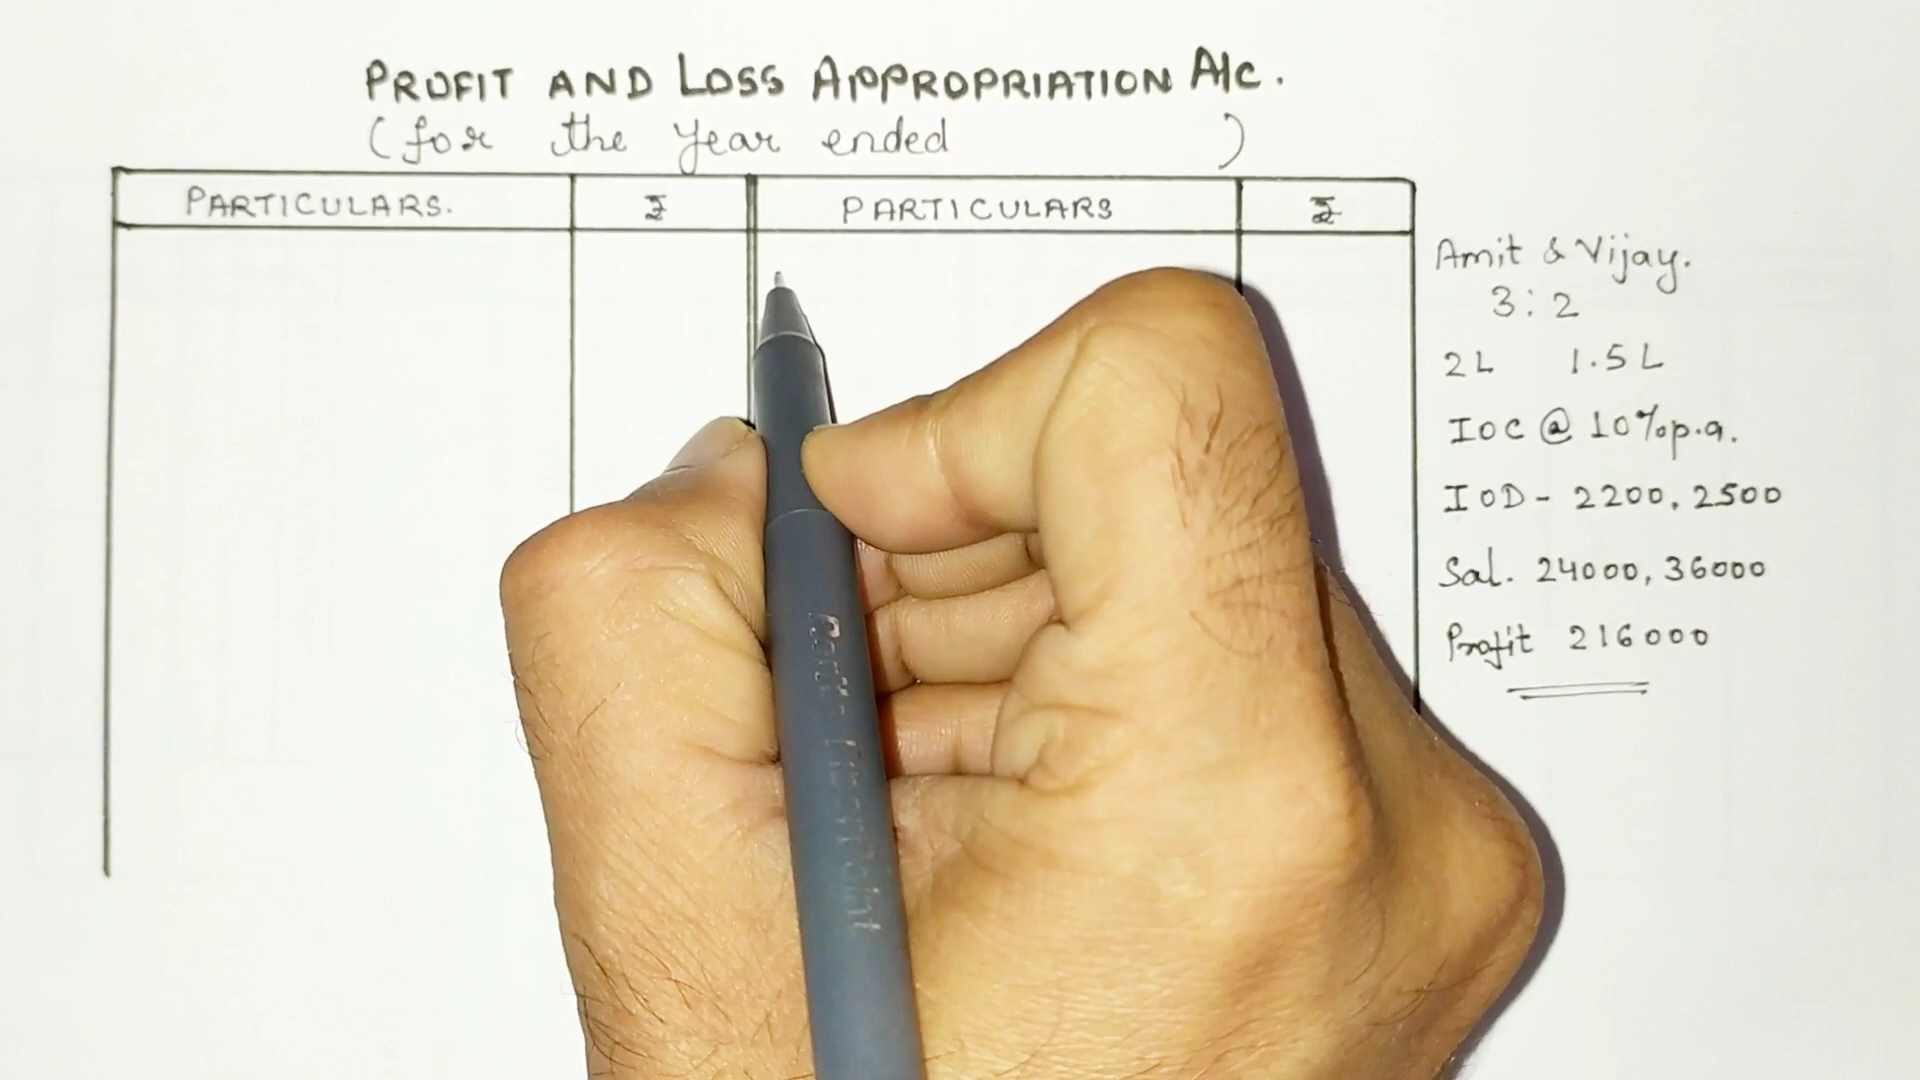 PROFIT AND LOSS APPROPRIATION A/c.
(for the year ended )
PARTICULARS. ₹ PARTICULARS ₹
Amit & Vijay.
3:2
2L 1.5L
IOC @ 10% p.a.
IOD - 2200, 2500
Sal. 24000, 36000
Profit 216000